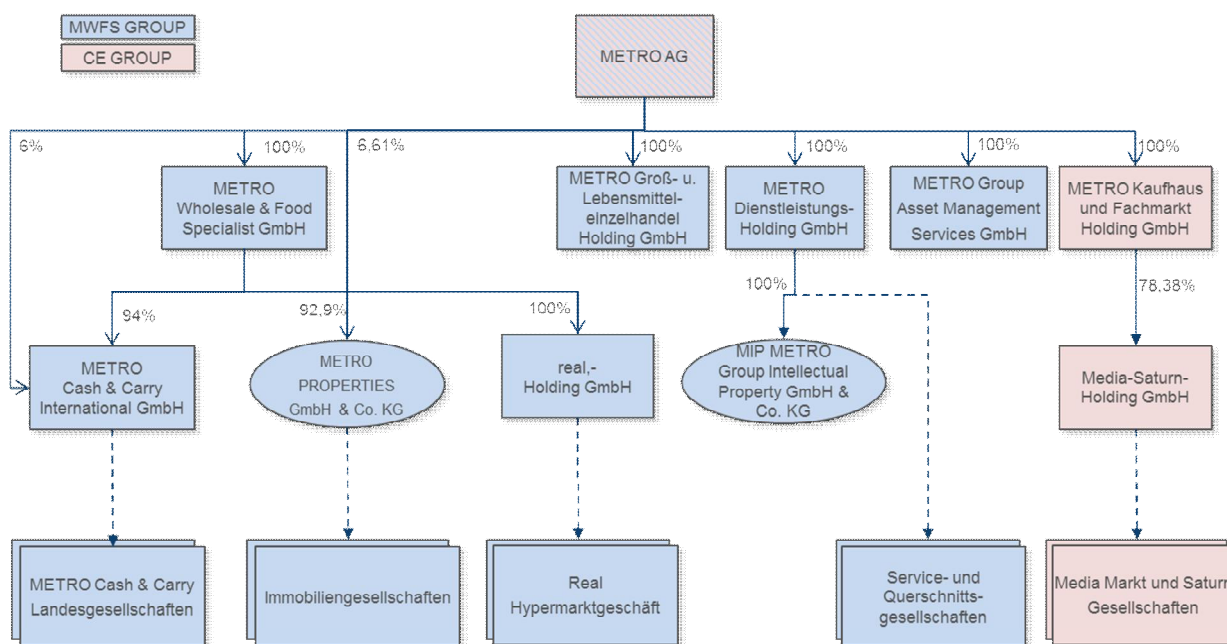 MWFS GROUP
CE GROUP
METRO AG
6%
100%
6,61%
100%
100%
100%
100%
METRO
Wholesale & Food
Specialist GmbH
METRO Groß- u.
Lebensmittel-
einzelhandel
Holding GmbH
METRO
Dienstleistungs-
Holding GmbH
METRO Group
Asset Management
Services GmbH
METRO Kaufhaus
und Fachmarkt
Holding GmbH
94%
92,9%
100%
100%
78,38%
METRO
Cash & Carry
International GmbH
METRO
PROPERTIES
GmbH & Co. KG
real,-
Holding GmbH
MIP METRO
Group Intellectual
Property GmbH &
Co. KG
Media-Saturn-
Holding GmbH
METRO Cash & Carry
Landesgesellschaften
Immobiliengesellschaften
Real
Hypermarktgeschäft
Service- und
Querschnitts-
gesellschaften
Media Markt und Saturn
Gesellschaften